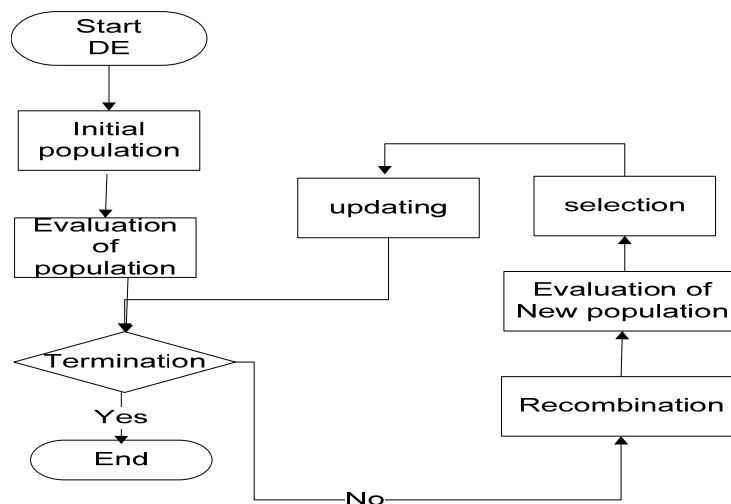 Start
DE
Initial
population
Evaluation
of
population
Termination
Yes
End
No
Recombination
Evaluation of
New population
selection
updating